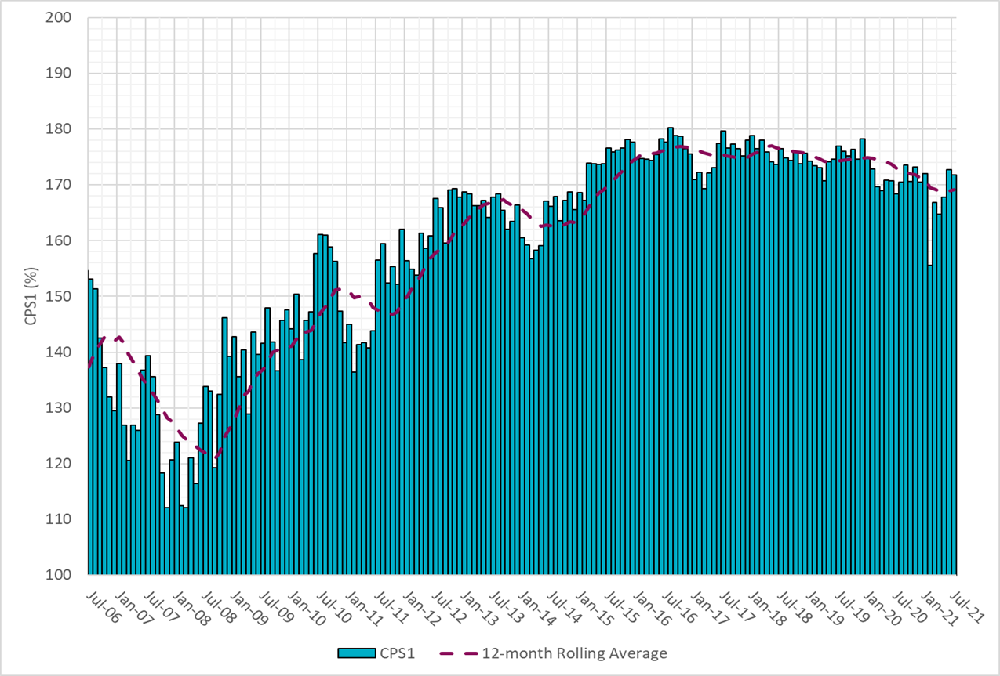 200
190
180
170
160
150
140
130
120
110
100
CPS1 (%)
Jul-06
Jan-07
Jul-07
Jan-08
Jul-08
Jan-09
Jul-09
Jan-10
Jul-10
Jan-11
Jul-11
Jan-12
Jul-12
Jan-13
Jul-13
Jan-14
Jul-14
Jan-15
Jul-15
Jan-16
Jul-16
Jan-17
Jul-17
Jan-18
Jul-18
Jan-19
Jul-19
Jan-20
Jul-20
Jan-21
Jul-21
CPS1 12-month Rolling Average